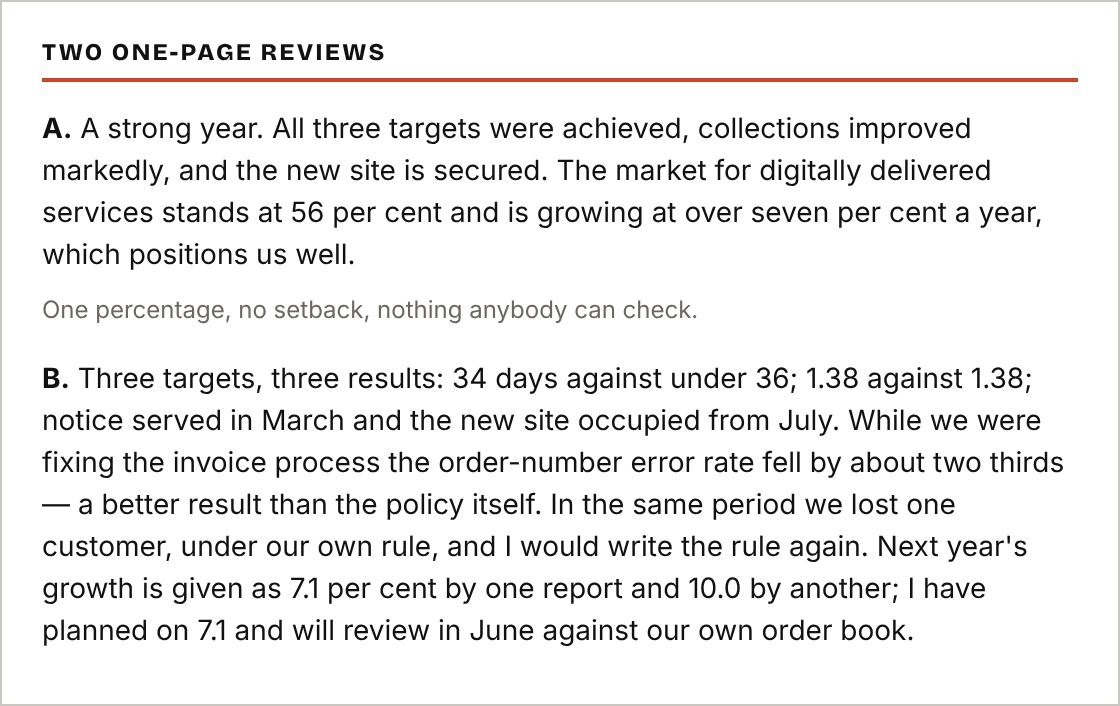 TWO ONE-PAGE REVIEWS
A. A strong year. All three targets were achieved, collections improved
markedly, and the new site is secured. The market for digitally delivered
services stands at 56 per cent and is growing at over seven per cent a year,
which positions us well.
One percentage, no setback, nothing anybody can check.
B. Three targets, three results: 34 days against under 36; 1.38 against 1.38;
notice served in March and the new site occupied from July. While we were
fixing the invoice process the order-number error rate fell by about two thirds
— a better result than the policy itself. In the same period we lost one
customer, under our own rule, and I would write the rule again. Next year's
growth is given as 7.1 per cent by one report and 10.0 by another; I have
planned on 7.1 and will review in June against our own order book.